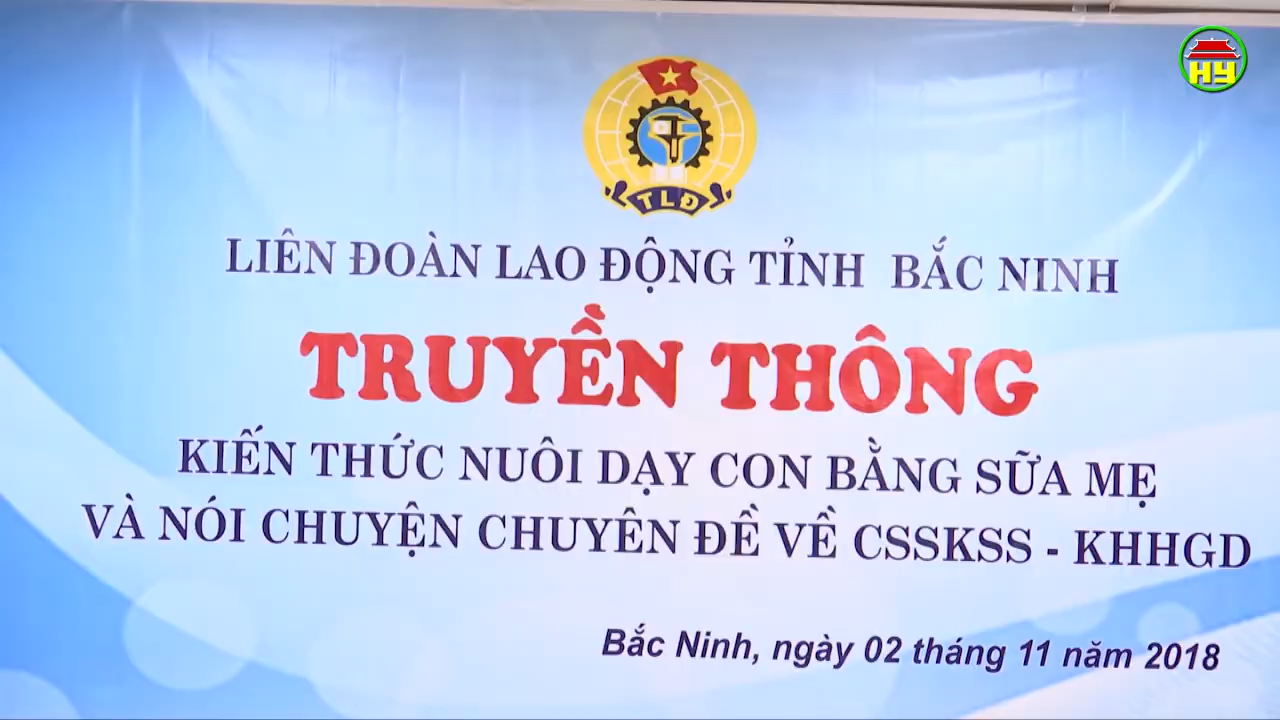 HY
TLĐ
LIÊN ĐOÀN LAO ĐỘNG TỈNH BẮC NINH
TRUYỀN THÔNG
KIẾN THỨC NUÔI DẠY CON BẰNG SỮA MẸ
VÀ NÓI CHUYỆN CHUYÊN ĐỀ VỀ CSSKSS - KHHGD
Bắc Ninh, ngày 02 tháng 11 năm 2018